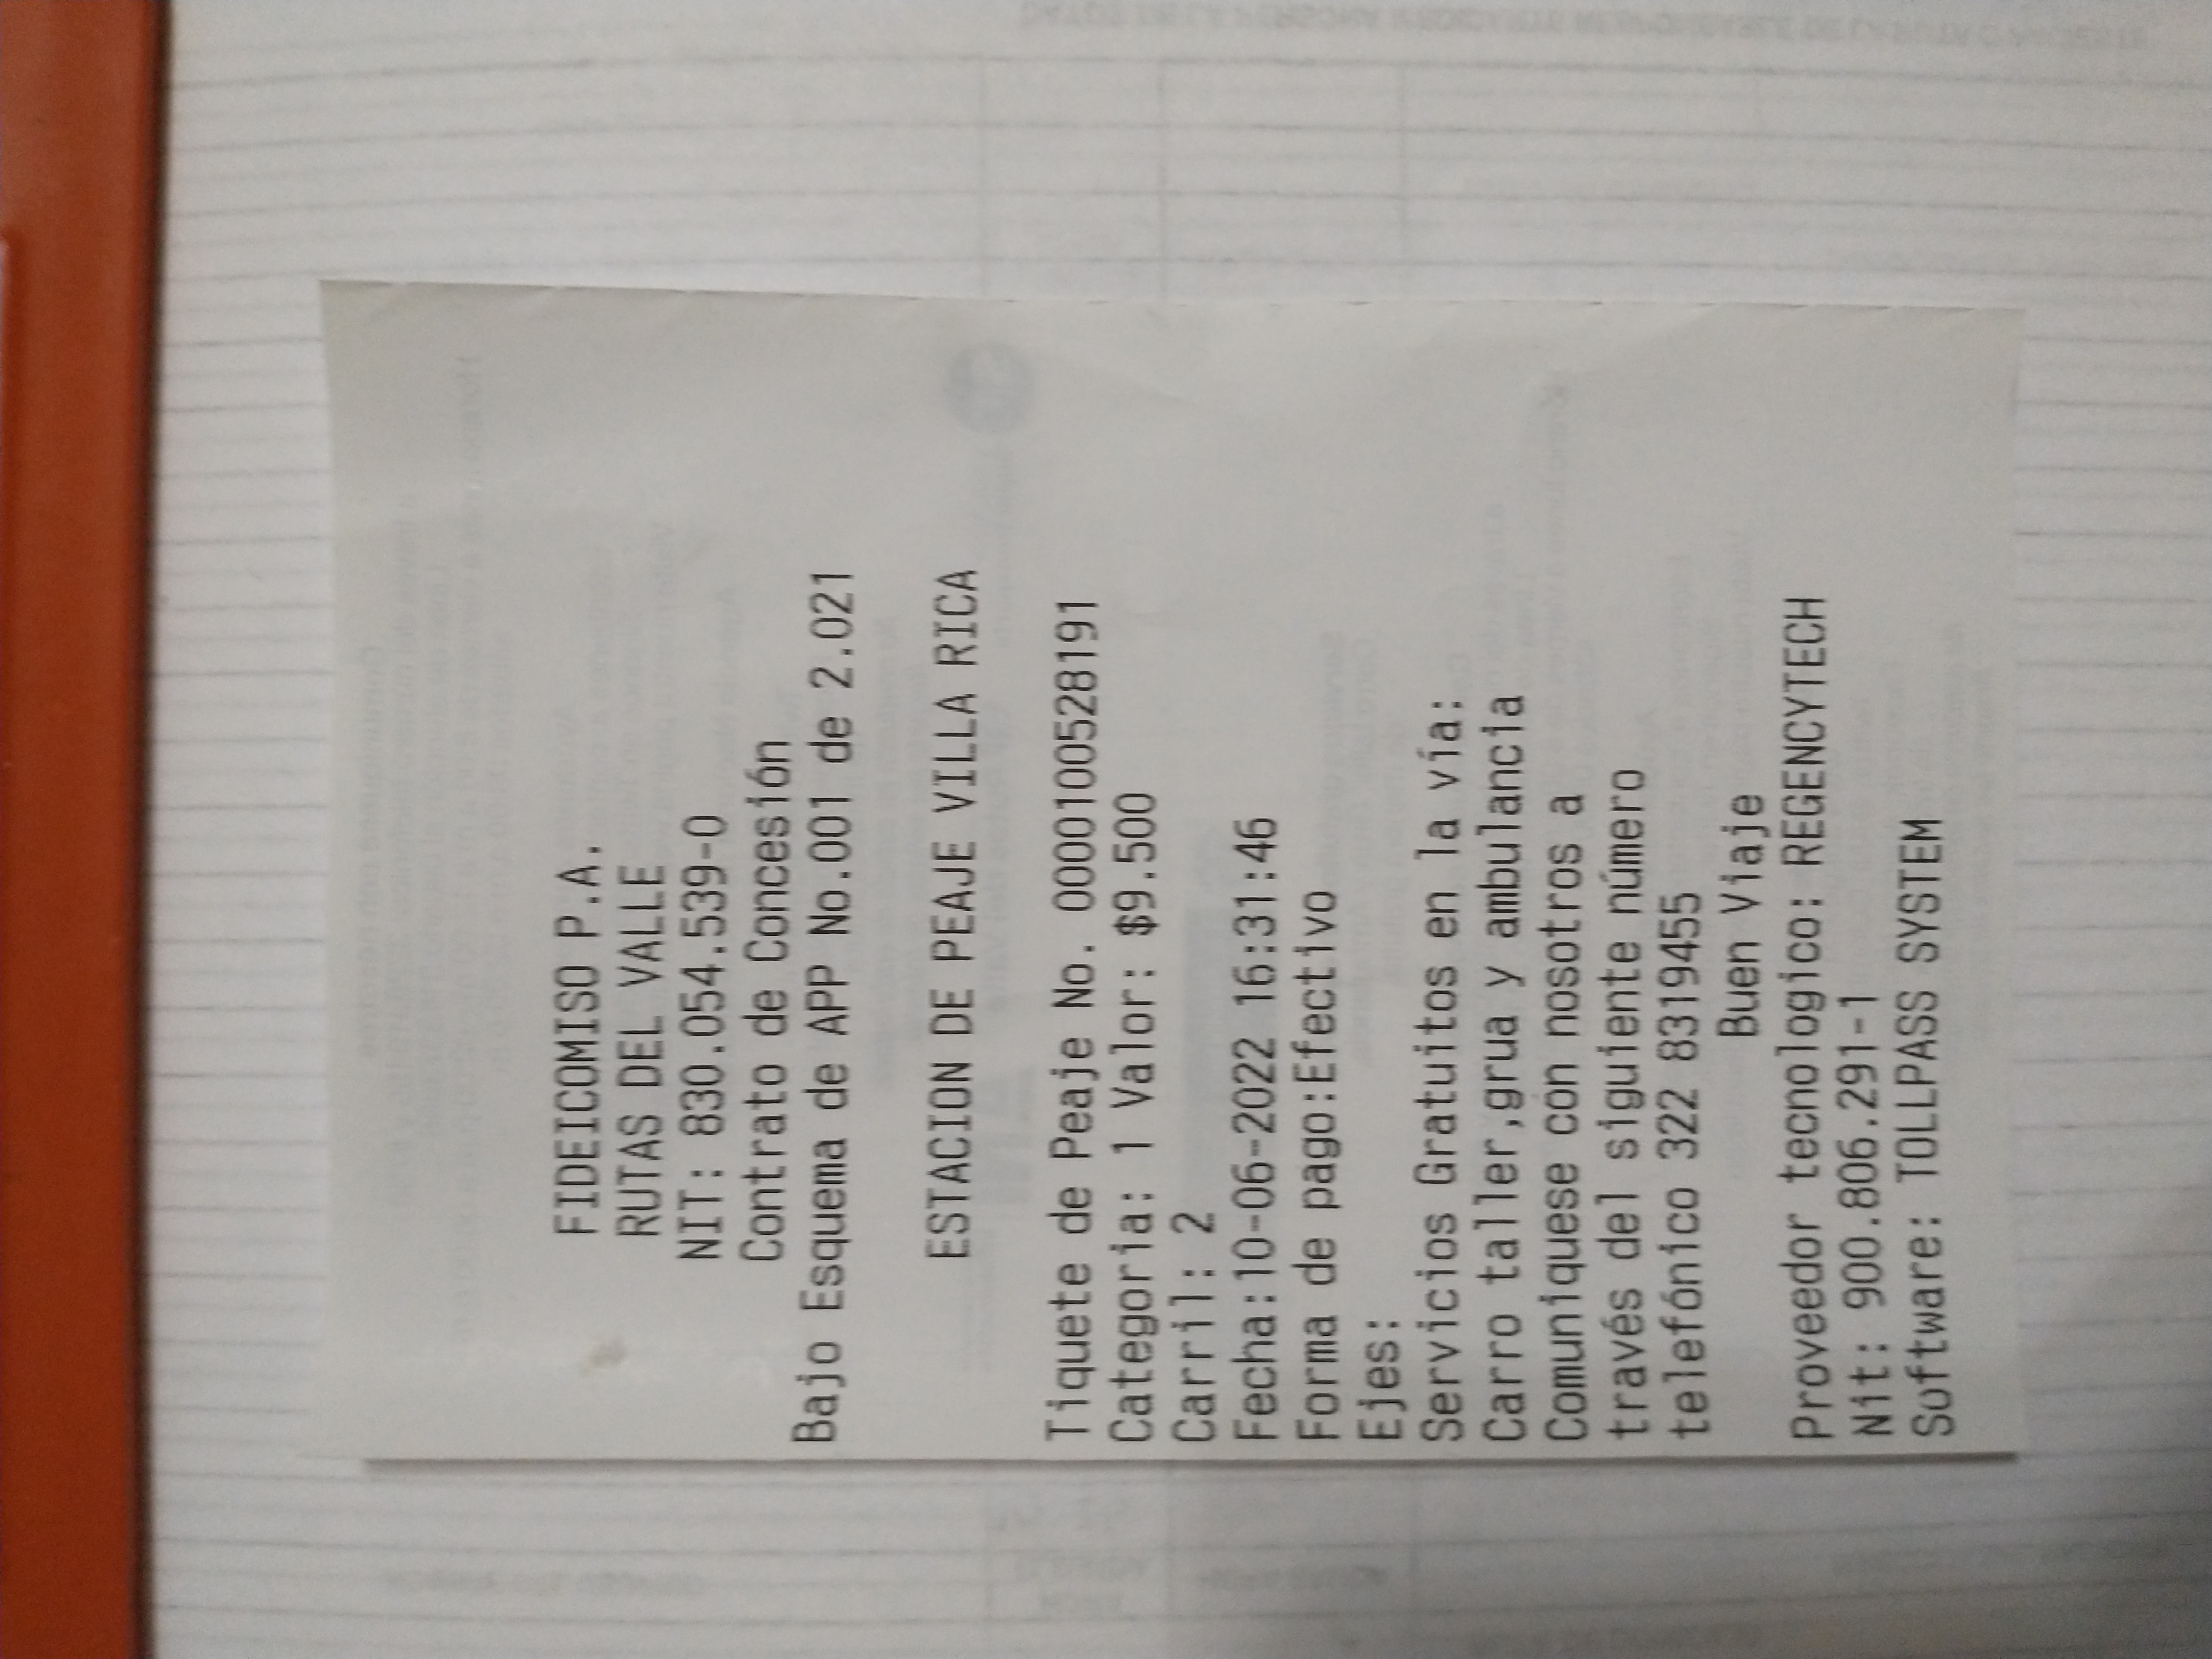 FIDEICOMISO P.A.
RUTAS DEL VALLE
NIT: 830.054.539-0
Contrato de Concesión
Bajo Esquema de APP No.001 de 2.021
ESTACION DE PEAJE VILLA RICA
Tiquete de Peaje No. 0000100528191
Categoria: 1 Valor: $9.500
Carril: 2
Fecha:10-06-2022 16:31:46
Forma de pago:Efectivo
Ejes:
Servicios Gratuitos en la vía:
Carro taller,grua y ambulancia
Comuniquese con nosotros a
través del siguiente número
telefónico 322 8319455
Buen Viaje
Proveedor tecnologico: REGENCYTECH
Nit: 900.806.291-1
Software: TOLLPASS SYSTEM